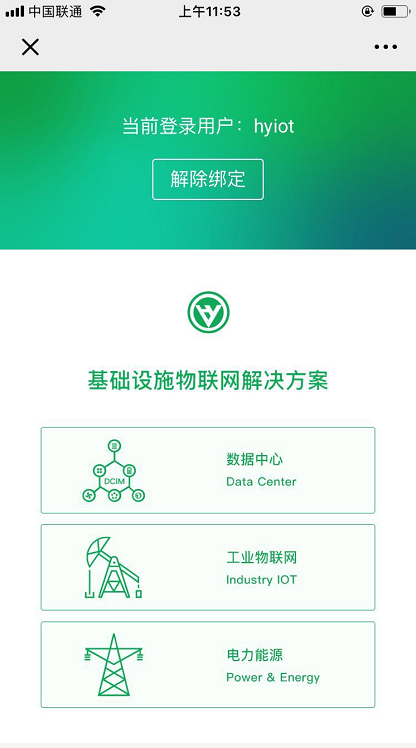 中国联通
上午11:53
当前登录用户：hyiot
解除绑定
基础设施物联网解决方案
DCIM
数据中心
Data Center
工业物联网
Industry IOT
电力能源
Power & Energy